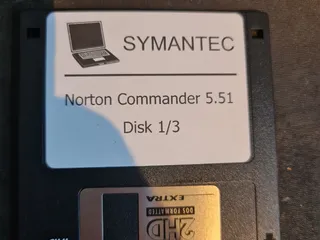 SYMANTEC
Norton Commander 5.51
Disk 1/3
EXTRA
DOS FORMATTED
2HD